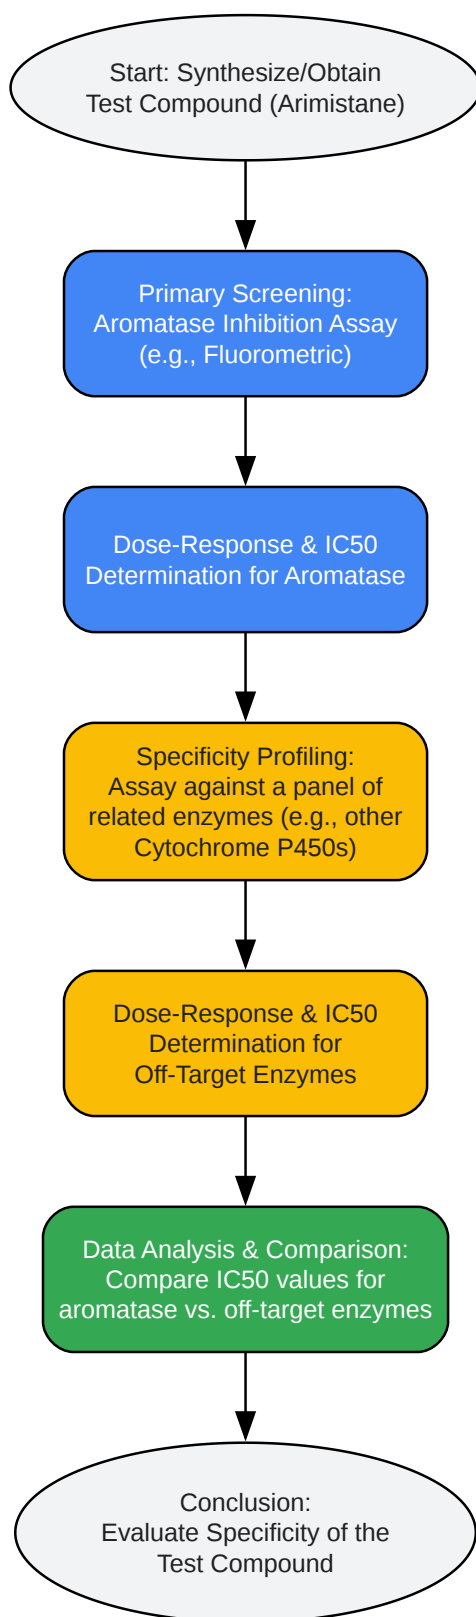 Start: Synthesize/Obtain
Test Compound (Arimistane)
Primary Screening:
Aromatase Inhibition Assay
(e.g., Fluorometric)
Dose-Response & IC50
Determination for Aromatase
Specificity Profiling:
Assay against a panel of
related enzymes (e.g., other
Cytochrome P450s)
Dose-Response & IC50
Determination for
Off-Target Enzymes
Data Analysis & Comparison:
Compare IC50 values for
aromatase vs. off-target enzymes
Conclusion:
Evaluate Specificity of the
Test Compound